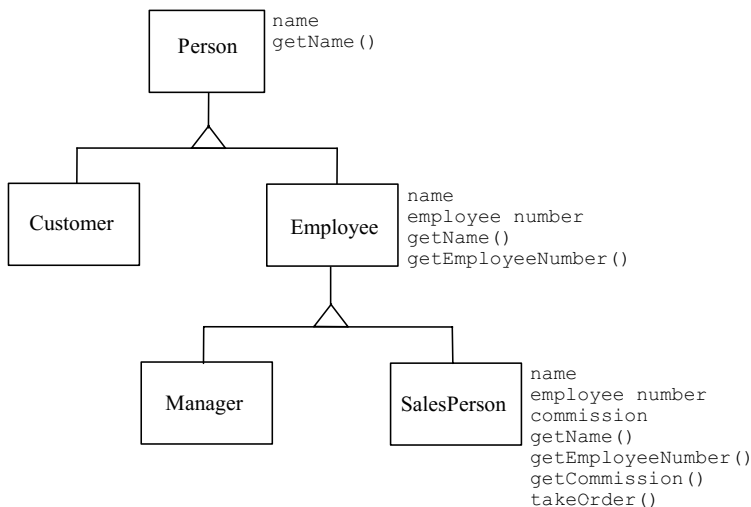 Person
name
getName()
Customer
Employee
name
employee number
getName()
getEmployeeNumber()
Manager
SalesPerson
name
employee number
commission
getName()
getEmployeeNumber()
getCommission()
takeOrder()